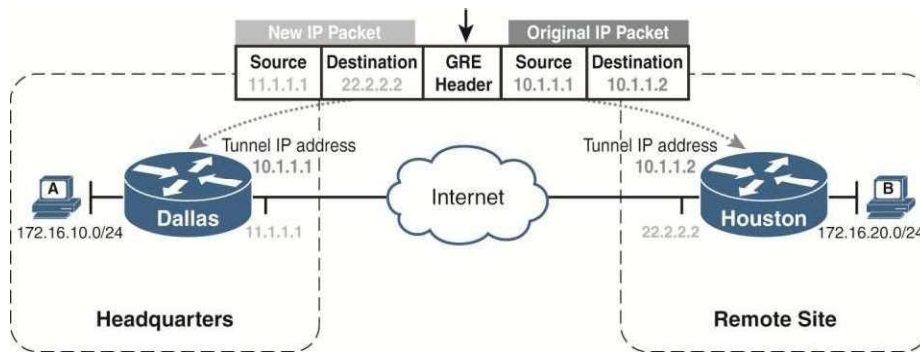 New IP Packet
Original IP Packet
Source
11.1.1.1
Destination
22.2.2.2
GRE
Header
Source
10.1.1.1
Destination
10.1.1.2
Tunnel IP address
10.1.1.1
Tunnel IP address
10.1.1.2
A
Dallas
Internet
Houston
B
172.16.10.0/24
11.1.1.1
22.2.2.2
172.16.20.0/24
Headquarters
Remote Site